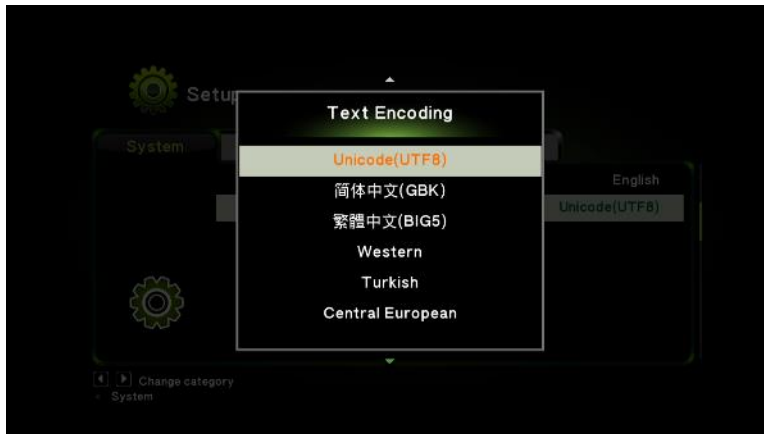 Setup
Text Encoding
System
Unicode(UTF8)
English
简体中文(GBK)
Unicode(UTF8)
繁體中文(BIG5)
Western
Turkish
Central European
Change category
System